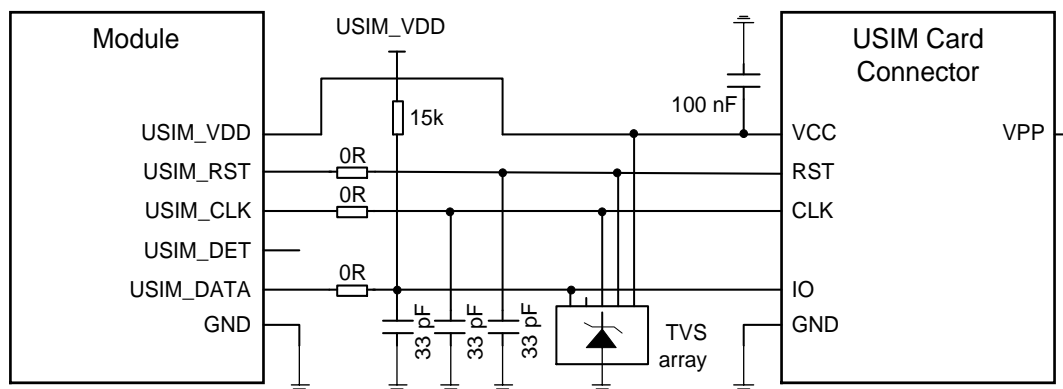 Module
USIM_VDD
USIM Card
Connector
15k
100 nF
USIM_VDD
VCC
VPP
0R
USIM_RST
RST
0R
USIM_CLK
CLK
USIM_DET
0R
USIM_DATA
IO
GND
33 pF
33 pF
33 pF
TVS
array
GND